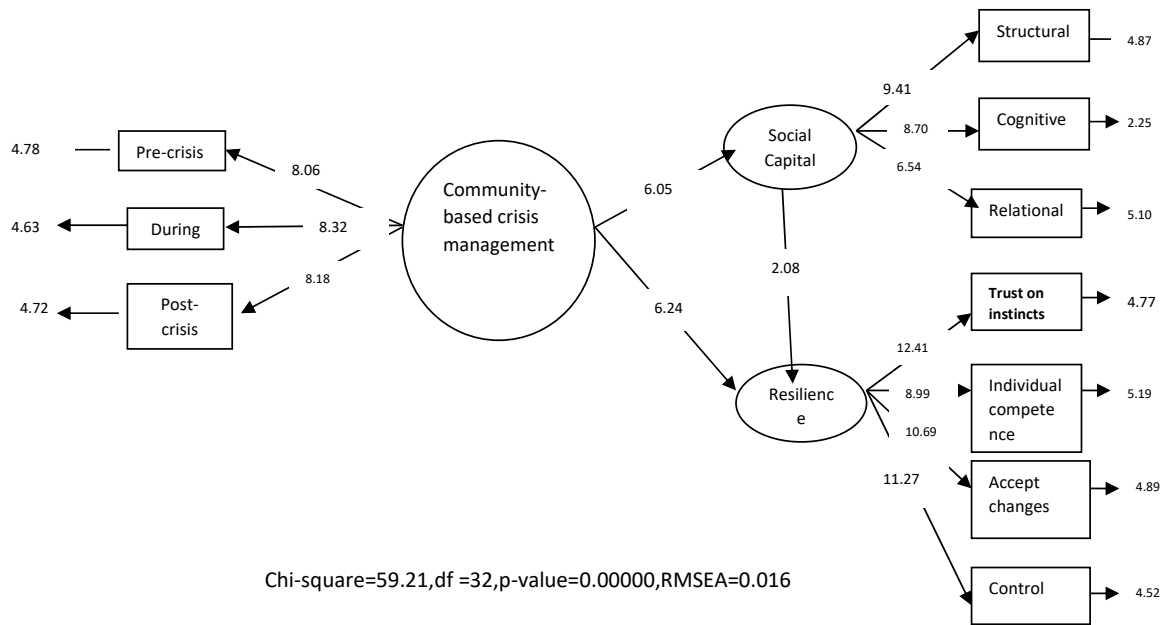 Structural
4.87
9.41
Cognitive
2.25
8.70
Social
Capital
6.54
Relational
5.10
4.78
Pre-crisis
8.06
4.63
During
8.32
4.72
Post-
crisis
8.18
Community-
based crisis
management
6.05
6.24
2.08
Trust on
instincts
4.77
12.41
Resilienc
e
8.99
Individual
compete
nce
5.19
10.69
Accept
changes
4.89
11.27
Control
4.52
Chi-square=59.21,df =32,p-value=0.00000,RMSEA=0.016